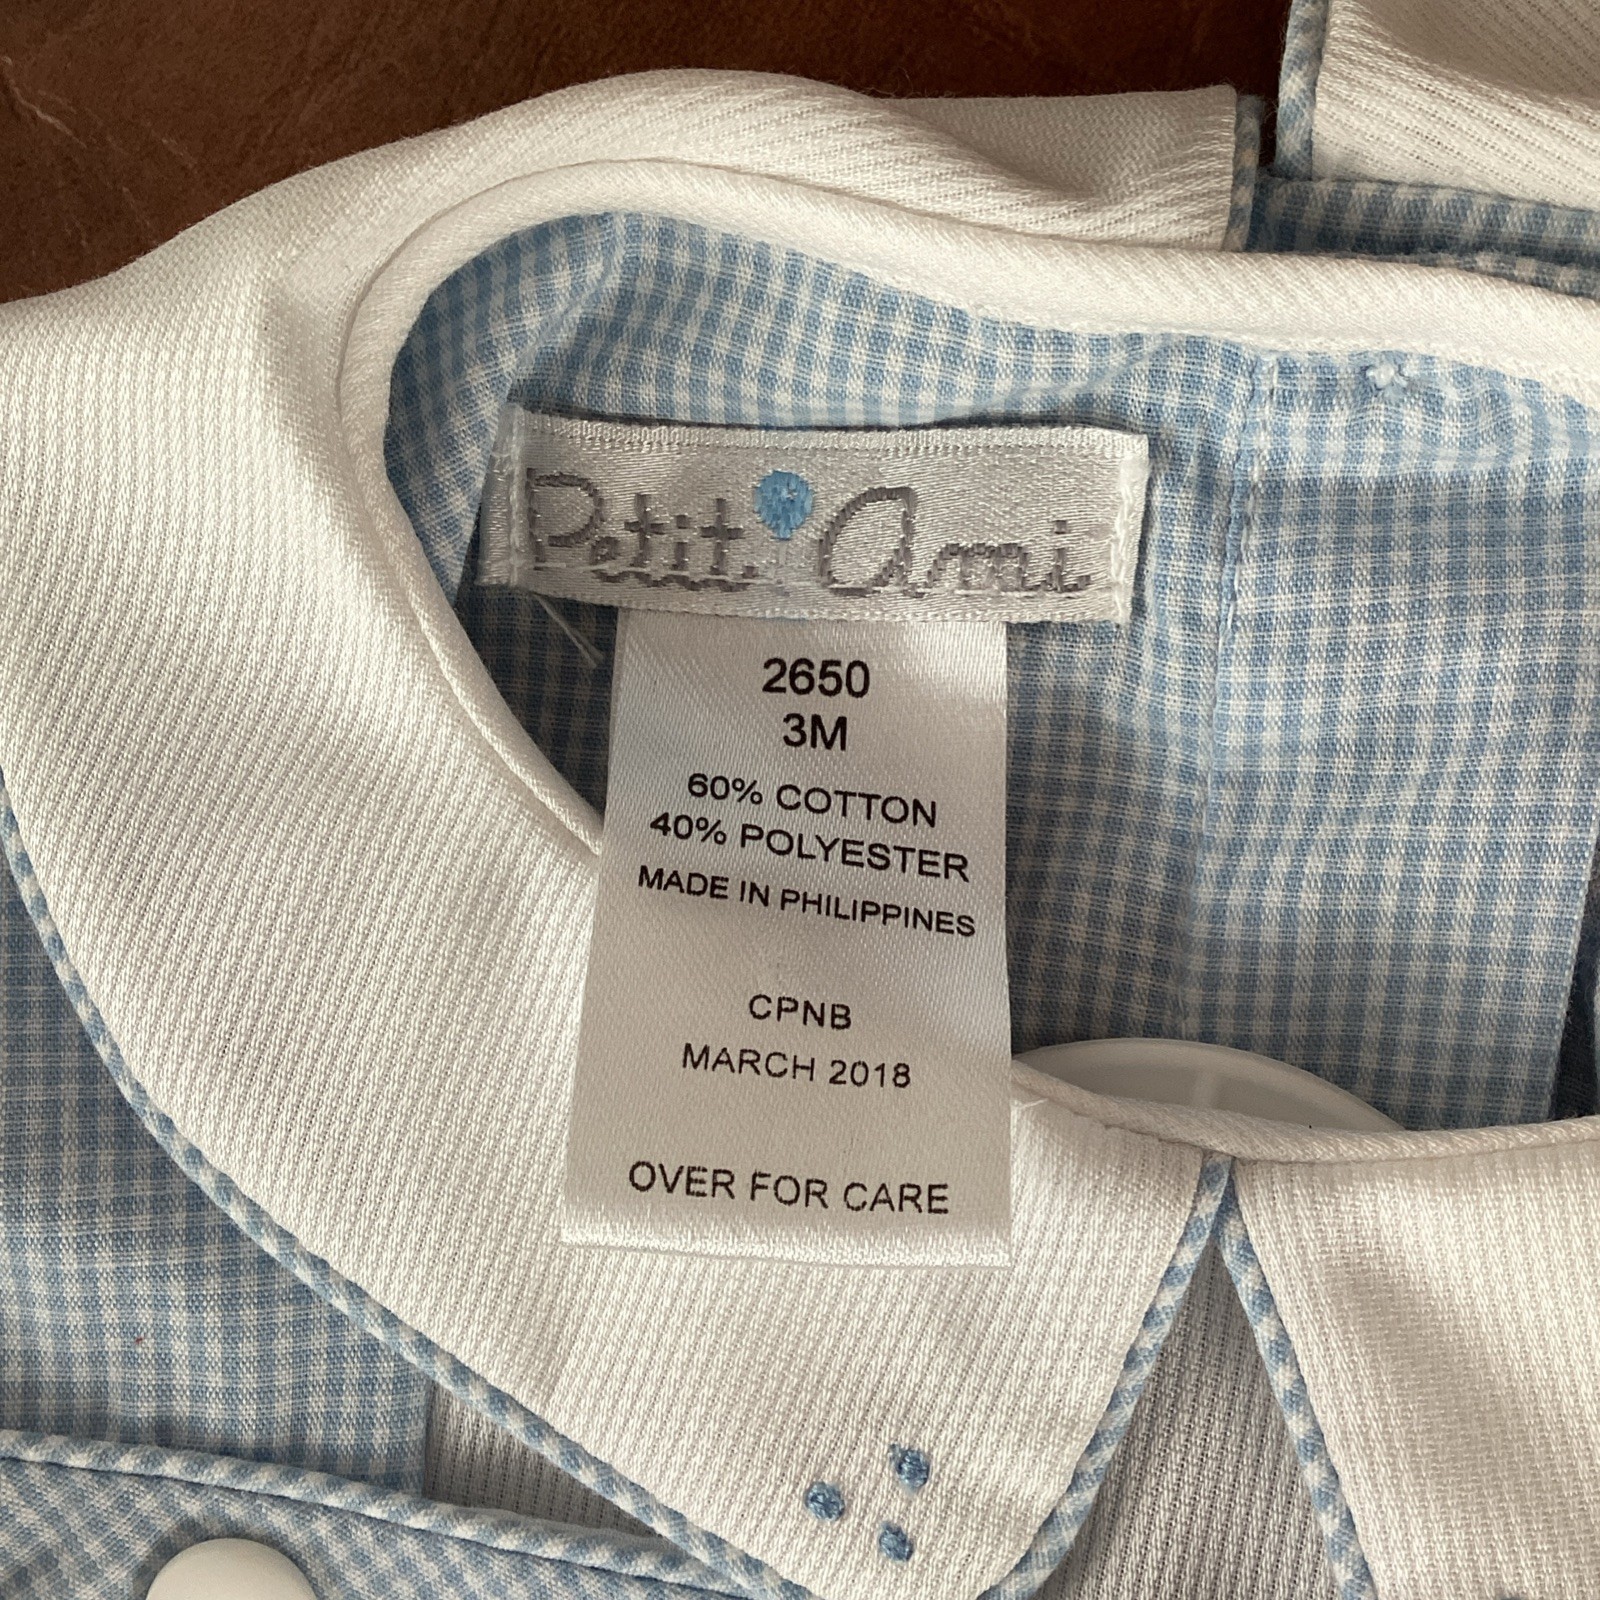 Petit Ami
2650
3M
60% COTTON
40% POLYESTER
MADE IN PHILIPPINES
CPNB
MARCH 2018
OVER FOR CARE